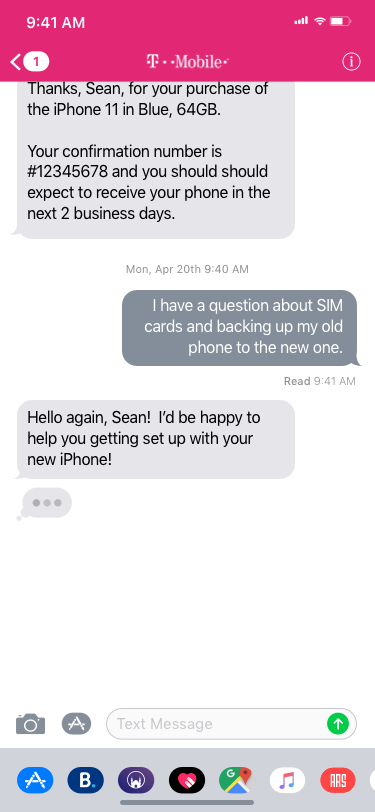 9:41 AM
1
T··Mobile·
Thanks, Sean, for your purchase of
the iPhone 11 in Blue, 64GB.
Your confirmation number is
#12345678 and you should should
expect to receive your phone in the
next 2 business days.
Mon, Apr 20th 9:40 AM
I have a question about SIM
cards and backing up my old
phone to the new one.
Read 9:41 AM
Hello again, Sean!  I'd be happy to
help you getting set up with your
new iPhone!
Text Message
B.
G
ARS